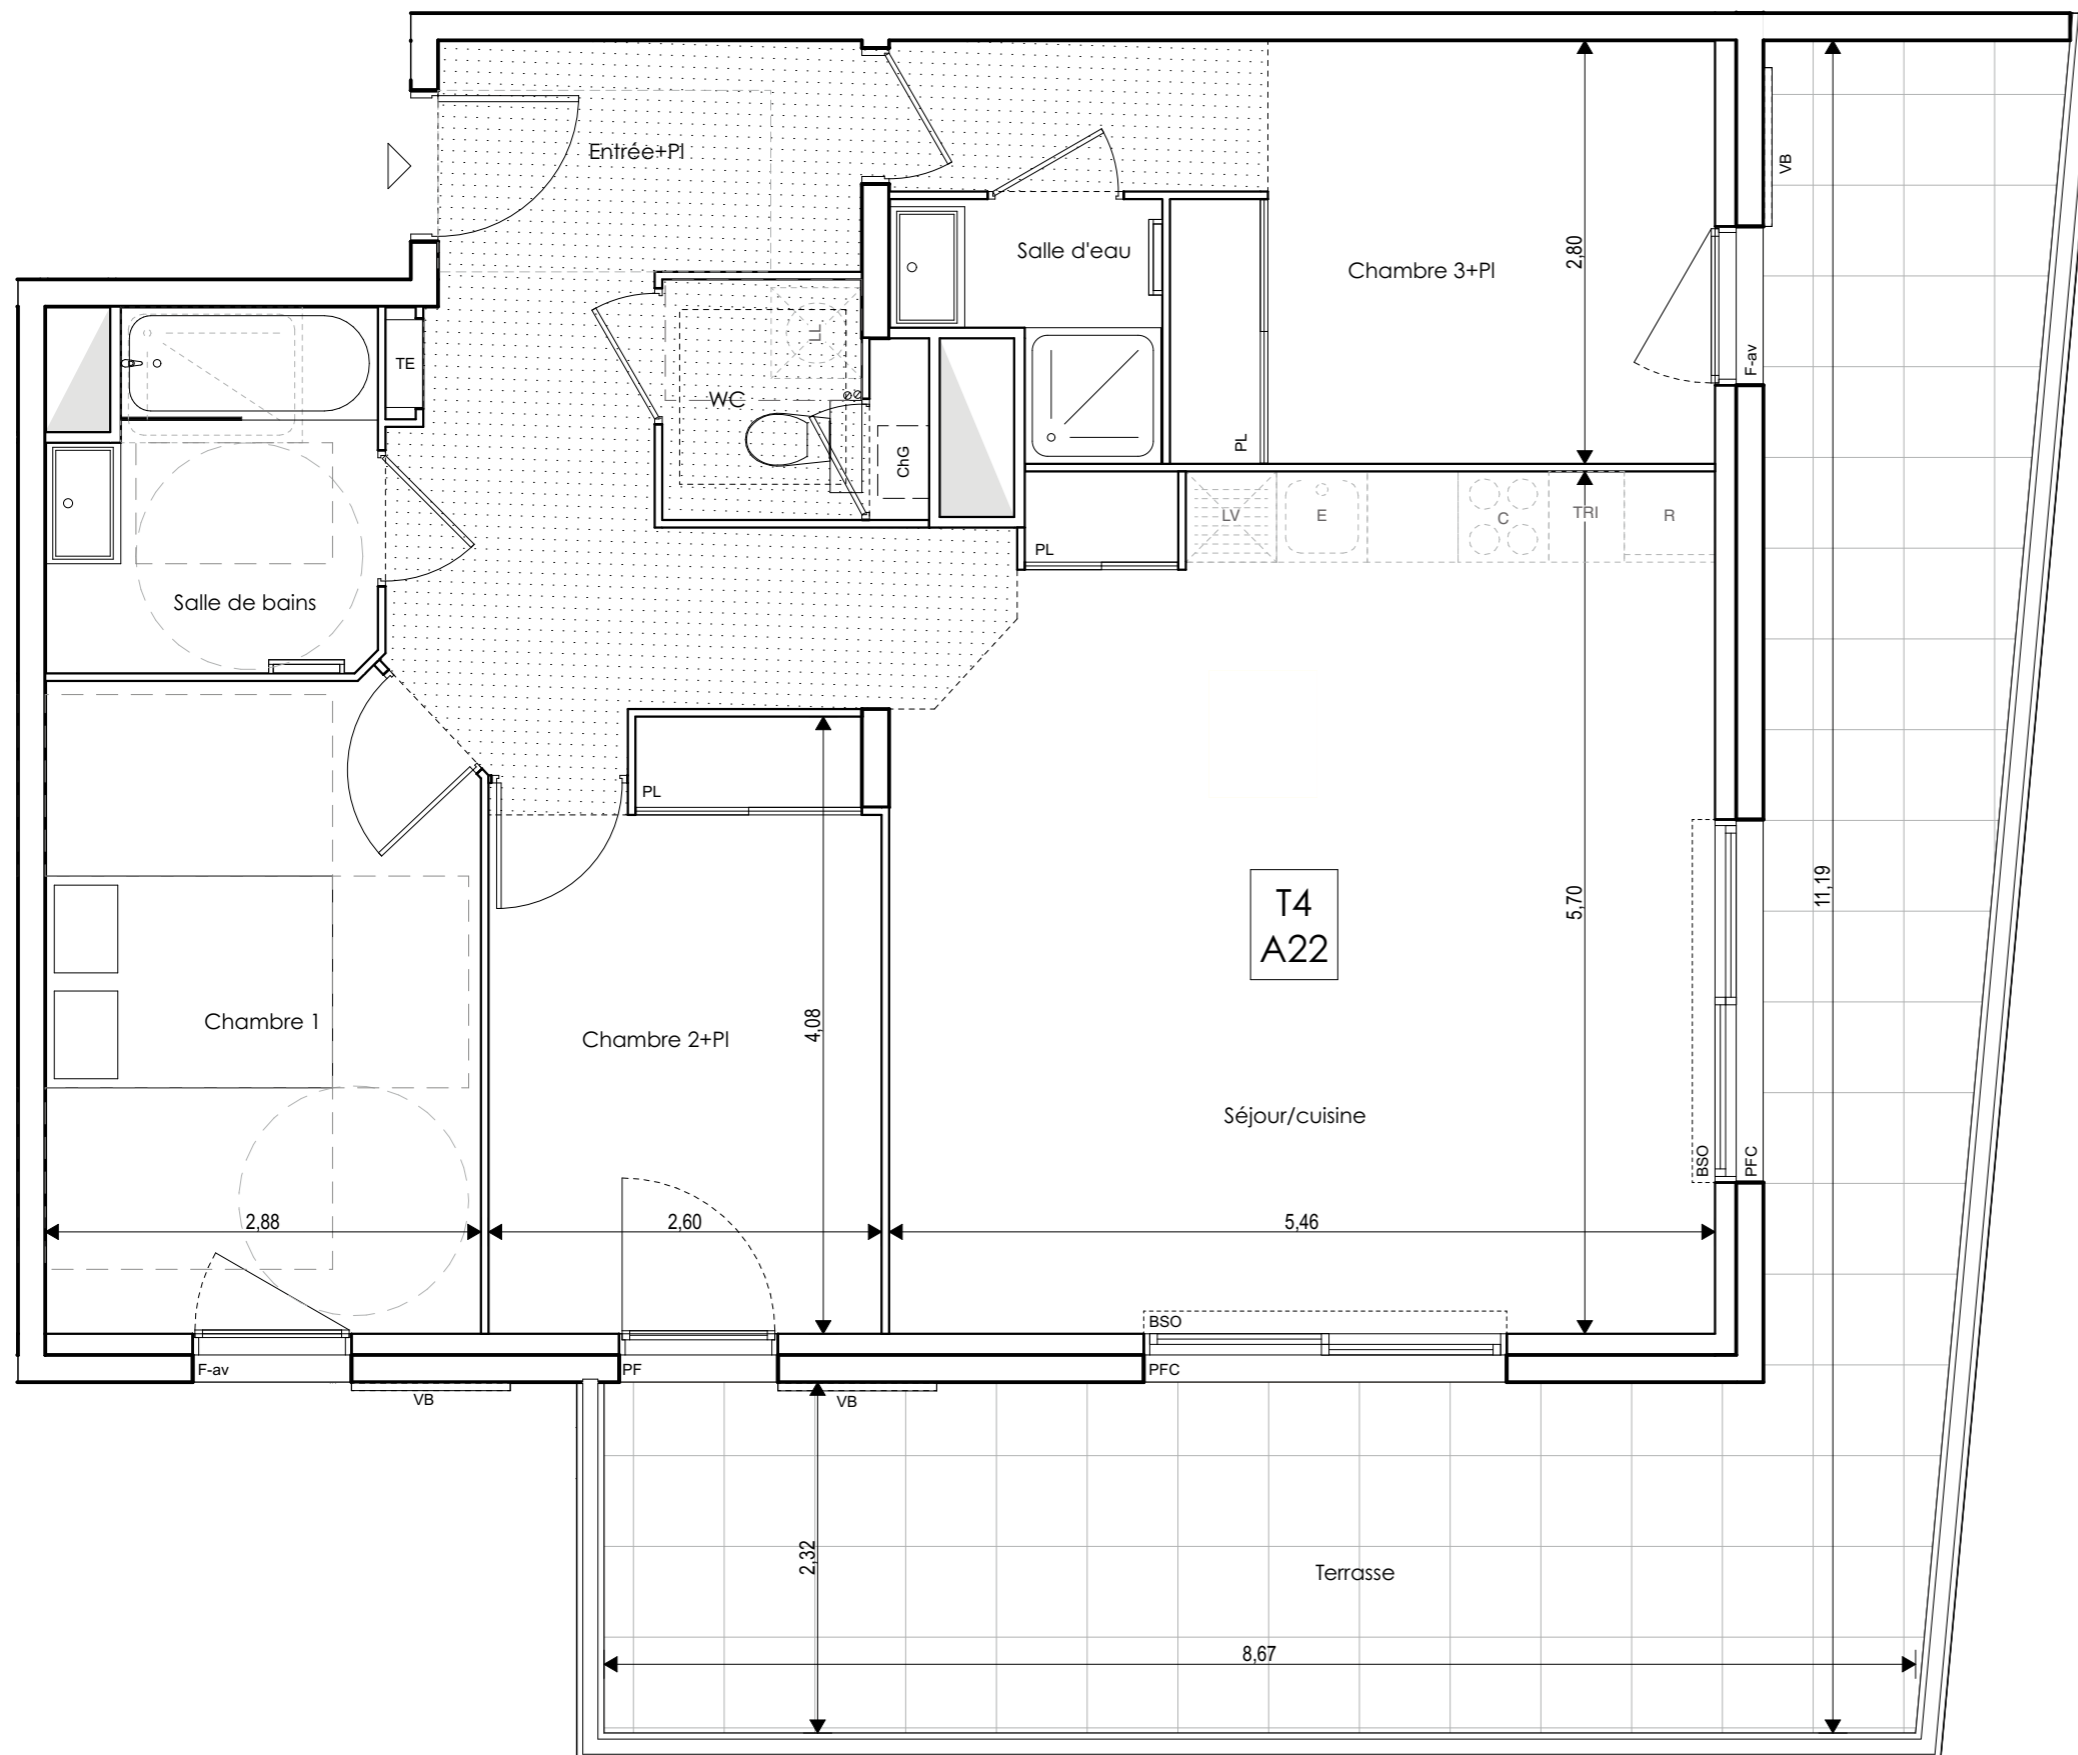 Entrée+Pl
VB
Salle d'eau
2,80
Chambre 3+Pl
LL
TE
F-av
WC
PL
ChG
LV
E
C
TRI
R
PL
Salle de bains
PL
T4
A22
5,70
11,19
Chambre 1
4,08
Chambre 2+Pl
Séjour/cuisine
BSO
PFC
2,88
2,60
5,46
BSO
F-av
PF
PFC
VB
VB
2,32
Terrasse
8,67